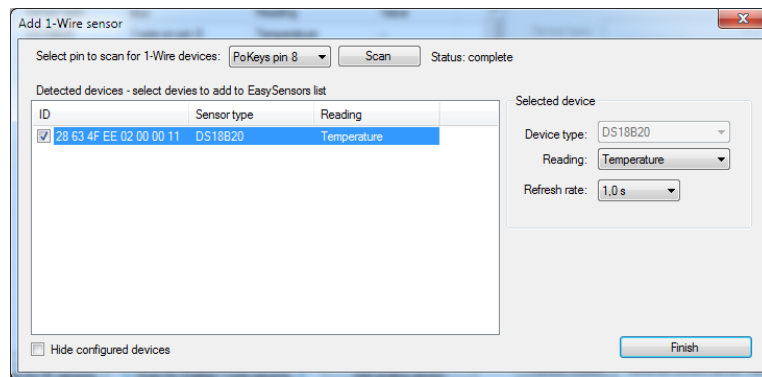 Add 1-Wire sensor
Select pin to scan for 1-Wire devices: PoKeys pin 8 Scan Status: complete
Detected devices - select devies to add to EasySensors list
ID Sensor type Reading
28 63 4F EE 02 00 00 11 DS18B20 Temperature
Selected device
Device type: DS18B20
Reading: Temperature
Refresh rate: 1,0 s
Hide configured devices
Finish